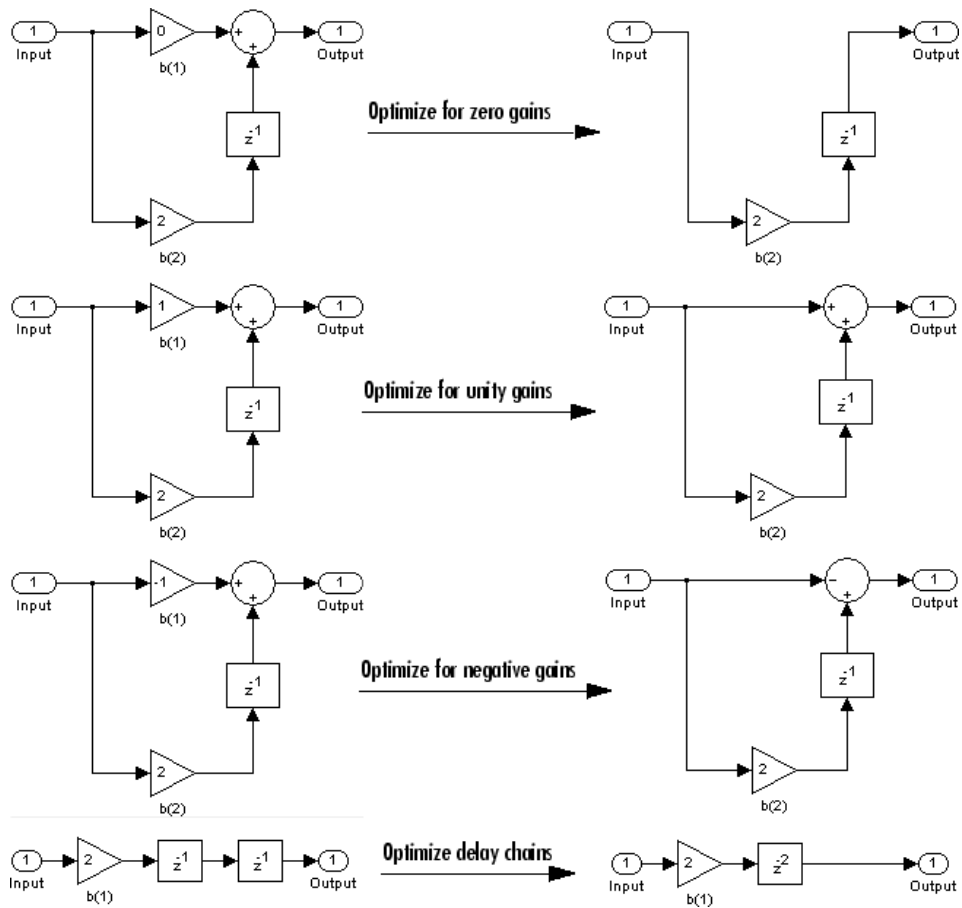 1 0 + 1 1 1
Input b(1) + Output Input Output
Optimize for zero gains
z-1 z-1
2 2
b(2) b(2)
1 1 + 1 1 + 1
Input b(1) + Output Input + Output
Optimize for unity gains
z-1 z-1
2 2
b(2) b(2)
1 -1 + 1 1 − 1
Input b(1) + Output Input + Output
Optimize for negative gains
z-1 z-1
2 2
b(2) b(2)
1 2 z-1 z-1 1 Optimize delay chains 1 2 z-2 1
Input b(1) Output Input b(1) Output